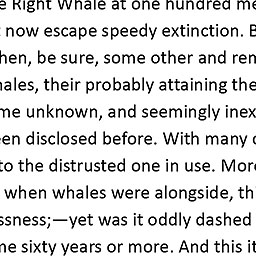 e Right Whale at one hundred me
now escape speedy extinction. B
hen, be sure, some other and ren
hales, their probably attaining the
me unknown, and seemingly inex
een disclosed before. With many
to the distrusted one in use. More
when whales were alongside, th
ssness;—yet was it oddly dashed
me sixty years or more. And this it